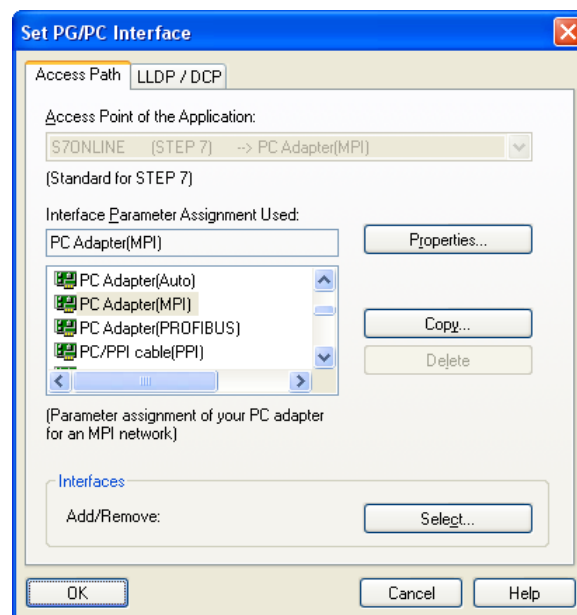 Set PG/PC Interface
Access Path
LLDP / DCP
Access Point of the Application:
S7ONLINE (STEP 7) --> PC Adapter(MPI)
(Standard for STEP 7)
Interface Parameter Assignment Used:
PC Adapter(MPI)
Properties...
PC Adapter(Auto)
PC Adapter(MPI)
PC Adapter(PROFIBUS)
PC/PPI cable(PPI)
Copy...
Delete
(Parameter assignment of your PC adapter
for an MPI network)
Interfaces
Add/Remove:
Select...
OK
Cancel
Help